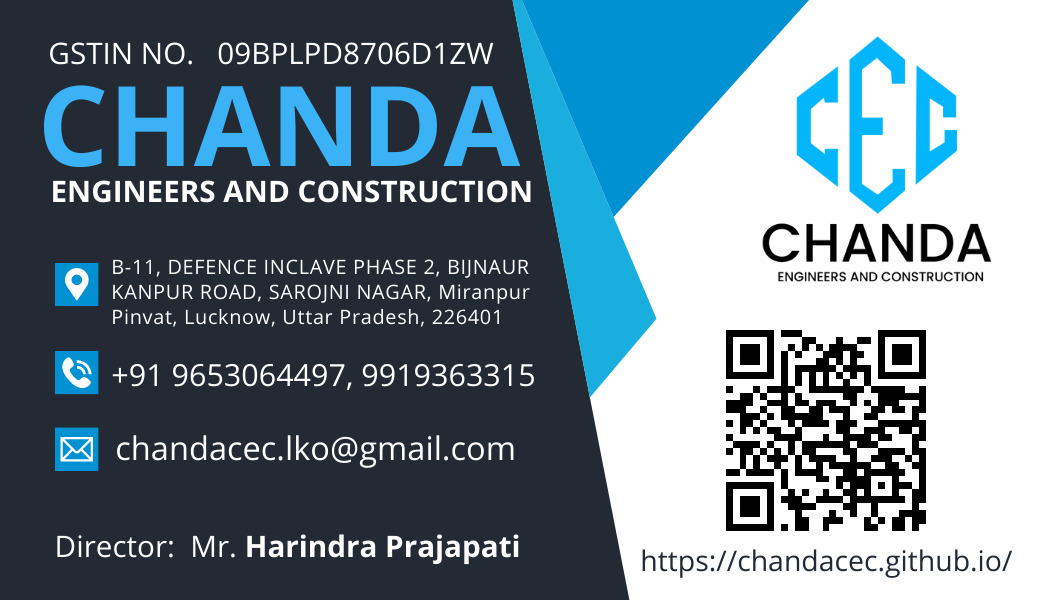 GSTIN NO. 09BPLPD8706D1ZW
CHANDA
ENGINEERS AND CONSTRUCTION
B-11, DEFENCE INCLAVE PHASE 2, BIJNAUR
KANPUR ROAD, SAROJNI NAGAR, Miranpur
Pinvat, Lucknow, Uttar Pradesh, 226401
+91 9653064497, 9919363315
chandacec.lko@gmail.com
Director: Mr. Harindra Prajapati
CEC
CHANDA
ENGINEERS AND CONSTRUCTION
https://chandacec.github.io/